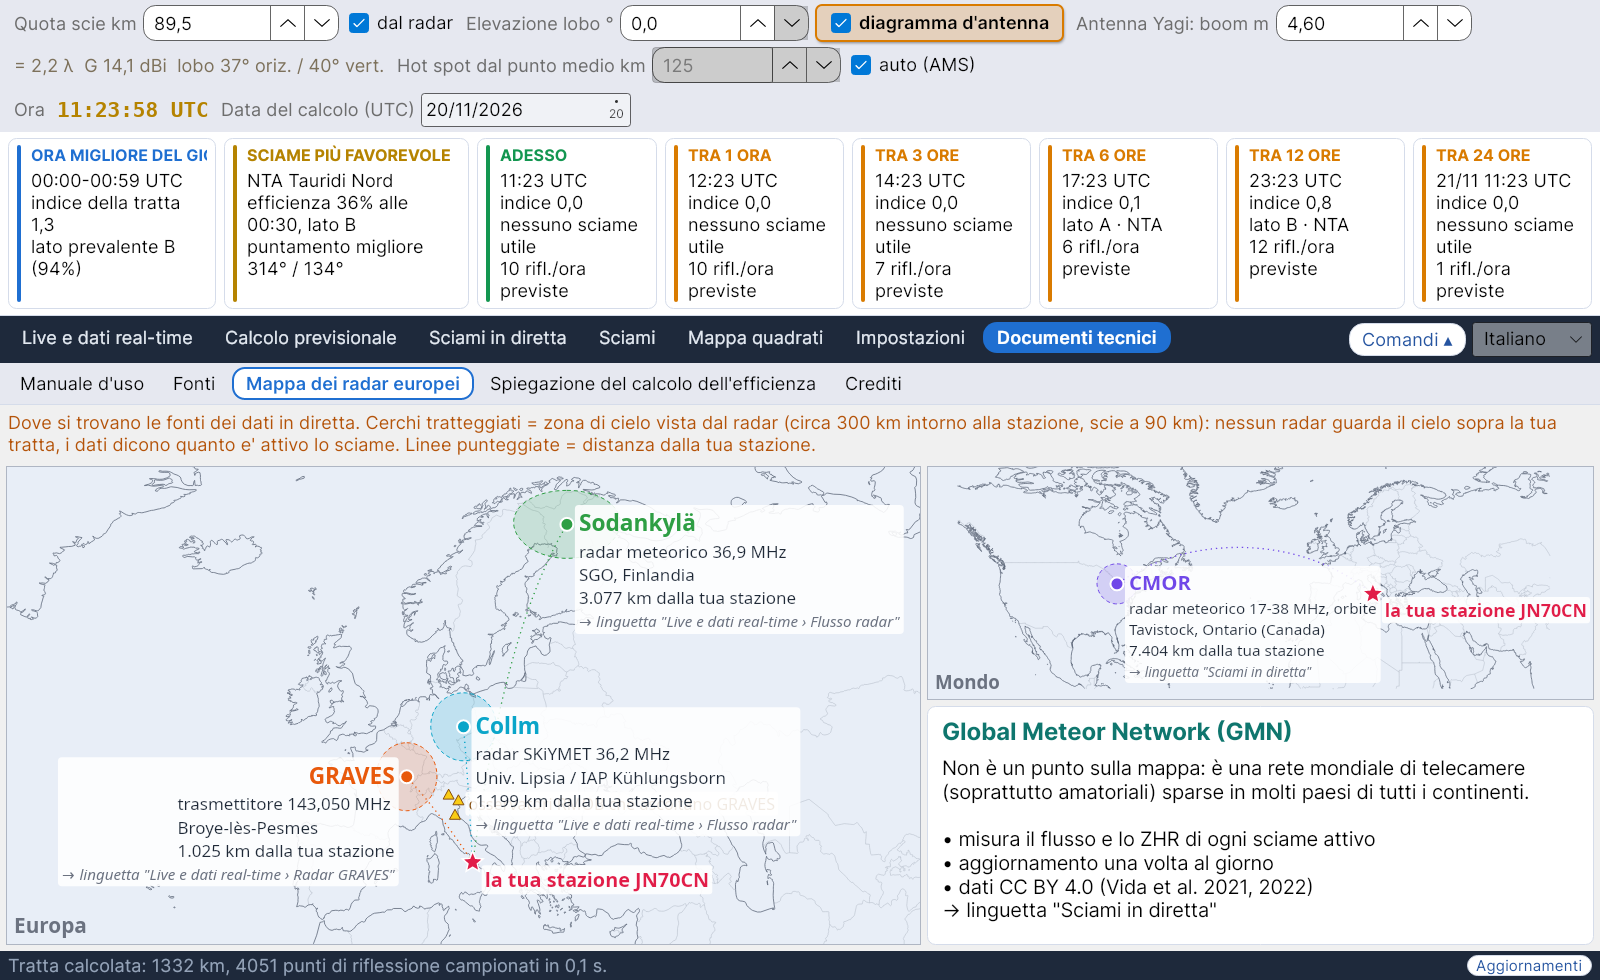 Quota scie km 89,5 dal radar Elevazione lobo ° 0,0 diagramma d'antenna Antenna Yagi: boom m 4,60
= 2,2 λ G 14,1 dBi lobo 37° oriz. / 40° vert. Hot spot dal punto medio km 125 auto (AMS)
Ora 11:23:58 UTC Data del calcolo (UTC) 20/11/2026 20
ORA MIGLIORE DEL GI
00:00-00:59 UTC
indice della tratta
1,3
lato prevalente B
(94%)
SCIAME PIÙ FAVOREVOLE
NTA Tauridi Nord
efficienza 36% alle
00:30, lato B
puntamento migliore
314° / 134°
ADESSO
11:23 UTC
indice 0,0
nessuno sciame
utile
10 rifl./ora
previste
TRA 1 ORA
12:23 UTC
indice 0,0
nessuno sciame
utile
10 rifl./ora
previste
TRA 3 ORE
14:23 UTC
indice 0,0
nessuno sciame
utile
7 rifl./ora
previste
TRA 6 ORE
17:23 UTC
indice 0,1
lato A · NTA
6 rifl./ora
previste
TRA 12 ORE
23:23 UTC
indice 0,8
lato B · NTA
12 rifl./ora
previste
TRA 24 ORE
21/11 11:23 UTC
indice 0,0
nessuno sciame
utile
1 rifl./ora
previste
Live e dati real-time Calcolo previsionale Sciami in diretta Sciami Mappa quadrati Impostazioni Documenti tecnici Comandi ▴ Italiano
Manuale d'uso Fonti Mappa dei radar europei Spiegazione del calcolo dell'efficienza Crediti
Dove si trovano le fonti dei dati in diretta. Cerchi tratteggiati = zona di cielo vista dal radar (circa 300 km intorno alla stazione, scie a 90 km): nessun radar guarda il cielo sopra la tua
tratta, i dati dicono quanto e' attivo lo sciame. Linee punteggiate = distanza dalla tua stazione.
Sodankylä
radar meteorico 36,9 MHz
SGO, Finlandia
3.077 km dalla tua stazione
→ linguetta "Live e dati real-time › Flusso radar"
Collm
radar SKiYMET 36,2 MHz
Univ. Lipsia / IAP Kühlungsborn
1.199 km dalla tua stazione
→ linguetta "Live e dati real-time › Flusso radar"
GRAVES
GRAVES
trasmettitore 143,050 MHz
Broye-lès-Pesmes
1.025 km dalla tua stazione
→ linguetta "Live e dati real-time › Radar GRAVES"
la tua stazione JN70CN
Europa
CMOR
radar meteorico 17-38 MHz, orbite
Tavistock, Ontario (Canada)
7.404 km dalla tua stazione
→ linguetta "Sciami in diretta"
la tua stazione JN70CN
Mondo
Global Meteor Network (GMN)
Non è un punto sulla mappa: è una rete mondiale di telecamere
(soprattutto amatoriali) sparse in molti paesi di tutti i continenti.
• misura il flusso e lo ZHR di ogni sciame attivo
• aggiornamento una volta al giorno
• dati CC BY 4.0 (Vida et al. 2021, 2022)
→ linguetta "Sciami in diretta"
Tratta calcolata: 1332 km, 4051 punti di riflessione campionati in 0,1 s.
Aggiornamenti